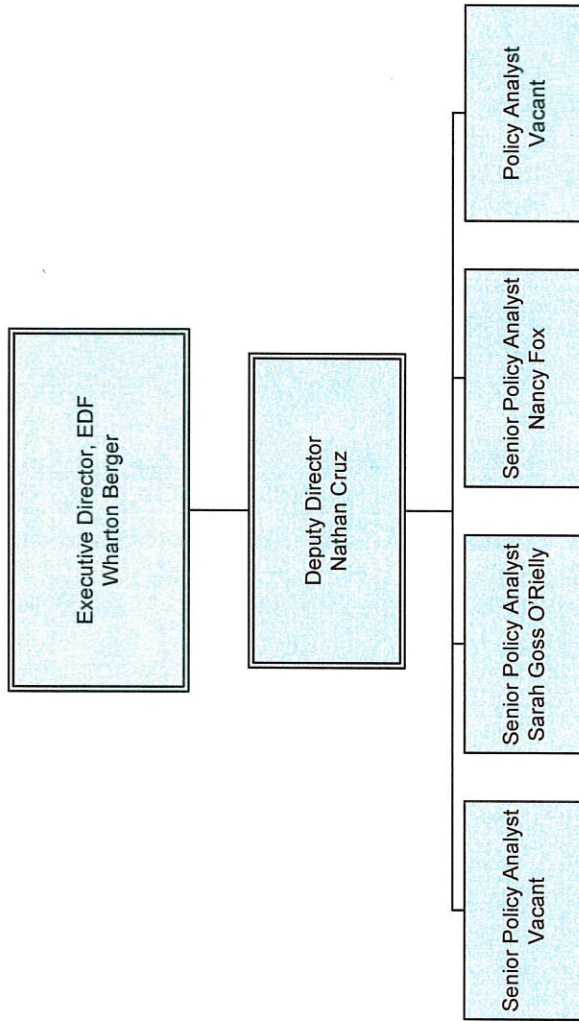 Executive Director, EDF
Wharton Berger
Deputy Director
Nathan Cruz
Senior Policy Analyst
Vacant
Senior Policy Analyst
Sarah Goss O'Rielly
Senior Policy Analyst
Nancy Fox
Policy Analyst
Vacant